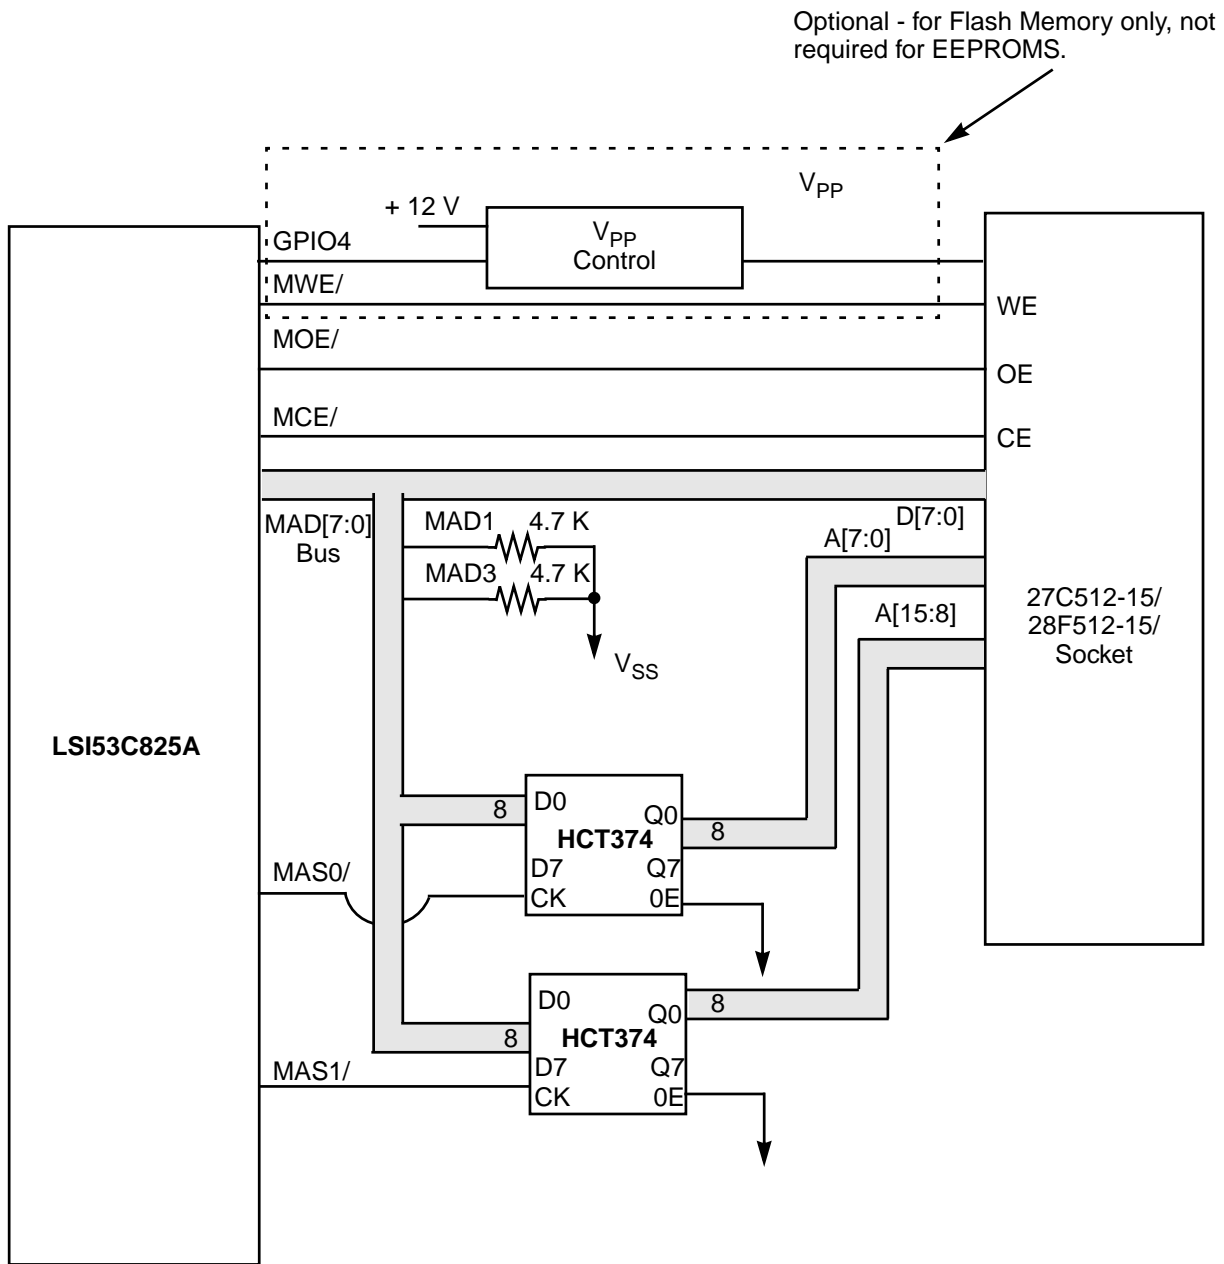 Optional - for Flash Memory only, not
required for EEPROMS.
VPP
+ 12 V
VPP
Control
GPIO4
MWE/
WE
MOE/
OE
MCE/
CE
MAD[7:0]
Bus
MAD1 4.7 K
MAD3 4.7 K
VSS
D[7:0]
A[7:0]
A[15:8]
27C512-15/
28F512-15/
Socket
LSI53C825A
8
D0
Q0
HCT374
8
D7
Q7
CK
0E
MAS0/
8
D0
Q0
HCT374
8
D7
Q7
CK
0E
MAS1/